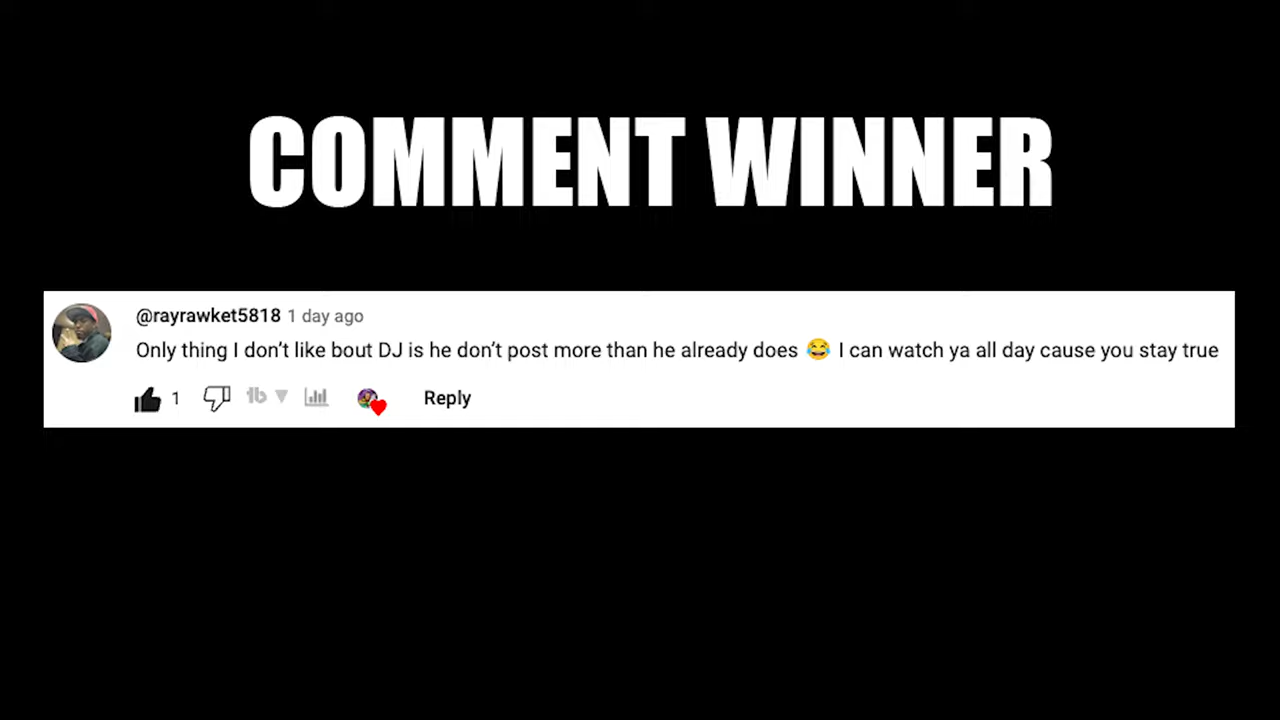 COMMENT WINNER
@rayrawket5818 1 day ago
Only thing I don't like bout DJ is he don't post more than he already does 😂 I can watch ya all day cause you stay true
1 tb Reply